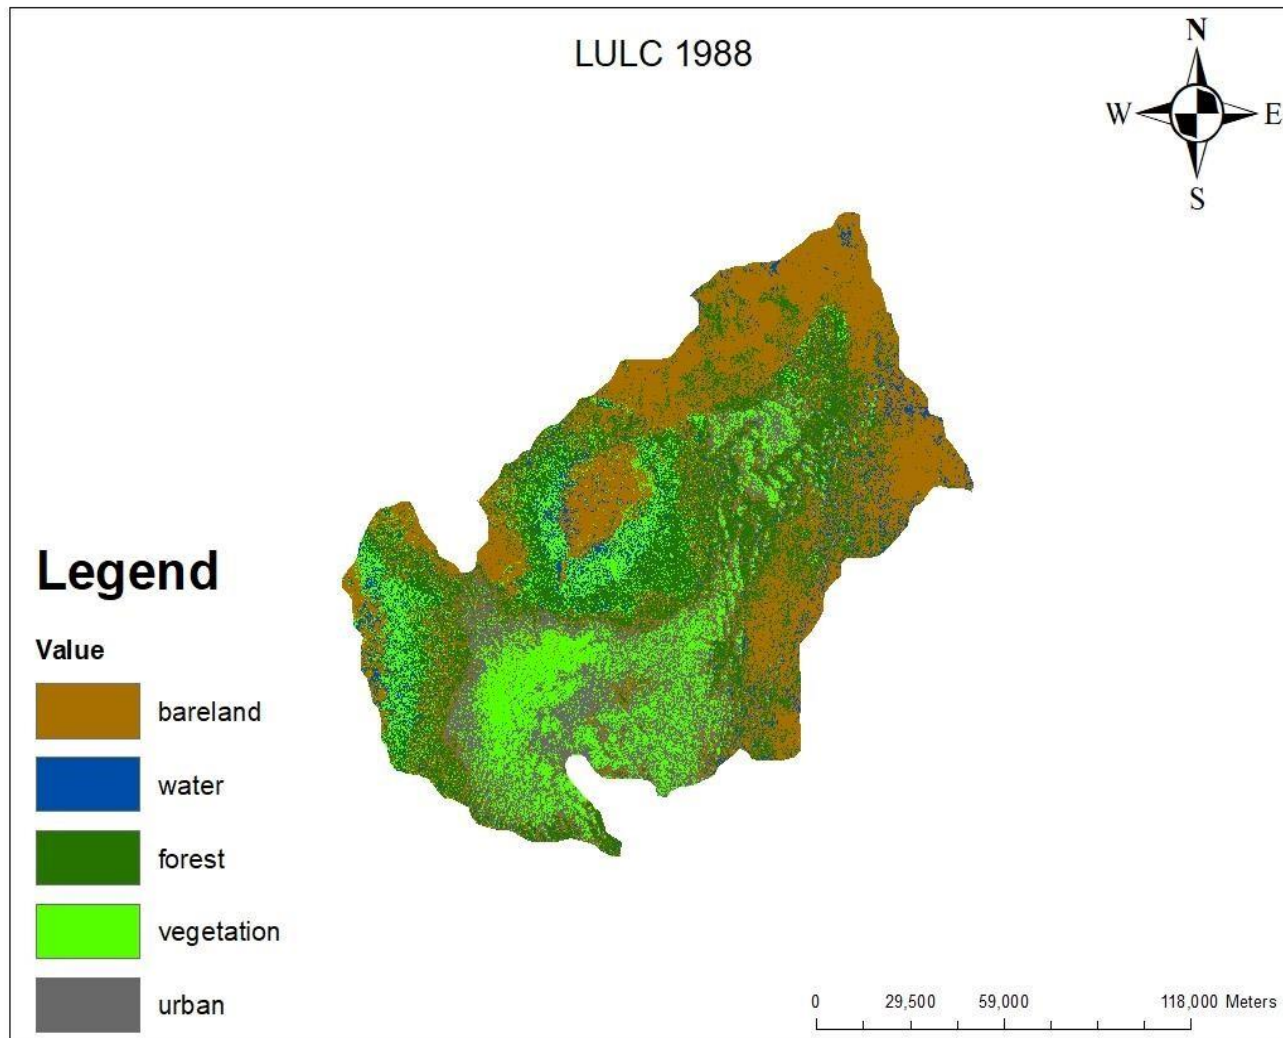 LULC 1988
N
W
E
S
Legend
Value
bareland
water
forest
vegetation
urban
0 29,500 59,000 118,000 Meters